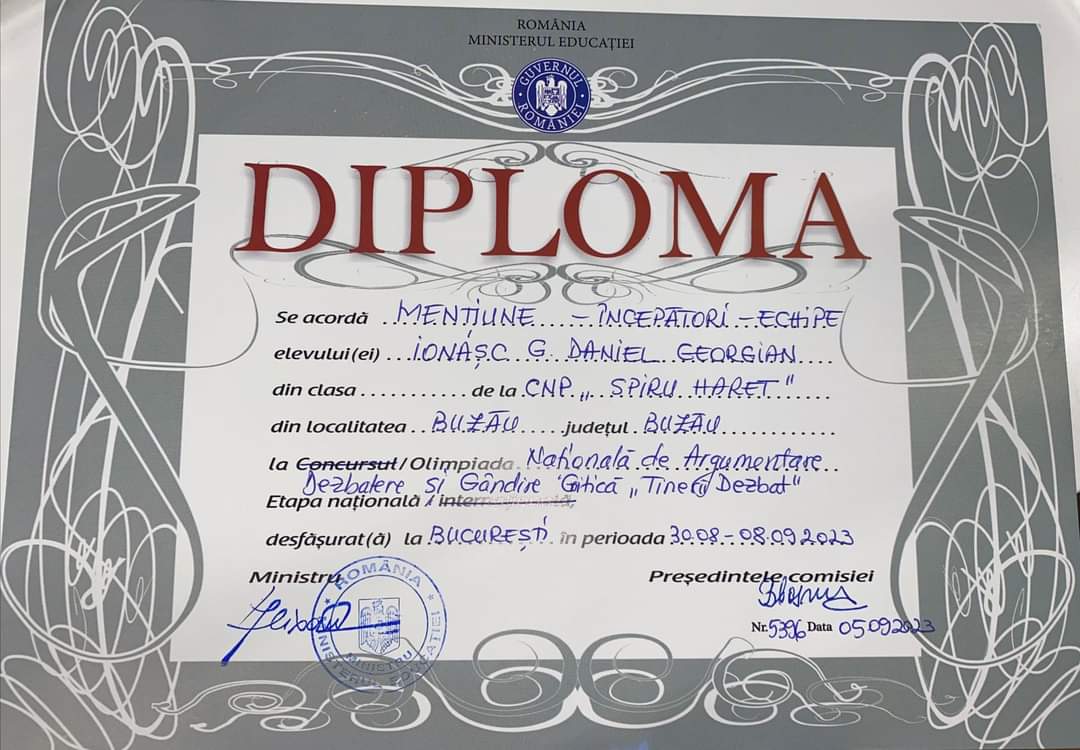 ROMÂNIA
MINISTERUL EDUCAȚIEI
GUVERNUL ROMÂNIEI
DIPLOMA
Se acordă MENȚIUNE – ÎNCEPĂTORI – ECHIPE
elevului(ei) IONAȘC G. DANIEL GEORGIAN
din clasa .......... de la CNP „SPIRU HARET"
din localitatea BUZĂU județul BUZĂU
la Concursul/Olimpiada Națională de Argumentare
Dezbatere și Gândire Critică „Tinerii Dezbat"
Etapa națională / internațională,
desfășurat(ă) la BUCUREȘTI în perioada 30.08 - 08.09.2023
Ministru
Președintele comisiei
ROMÂNIA
MINISTRU
MINISTERUL EDUCAȚIEI
Nr. 5396 Data 05.09.2023